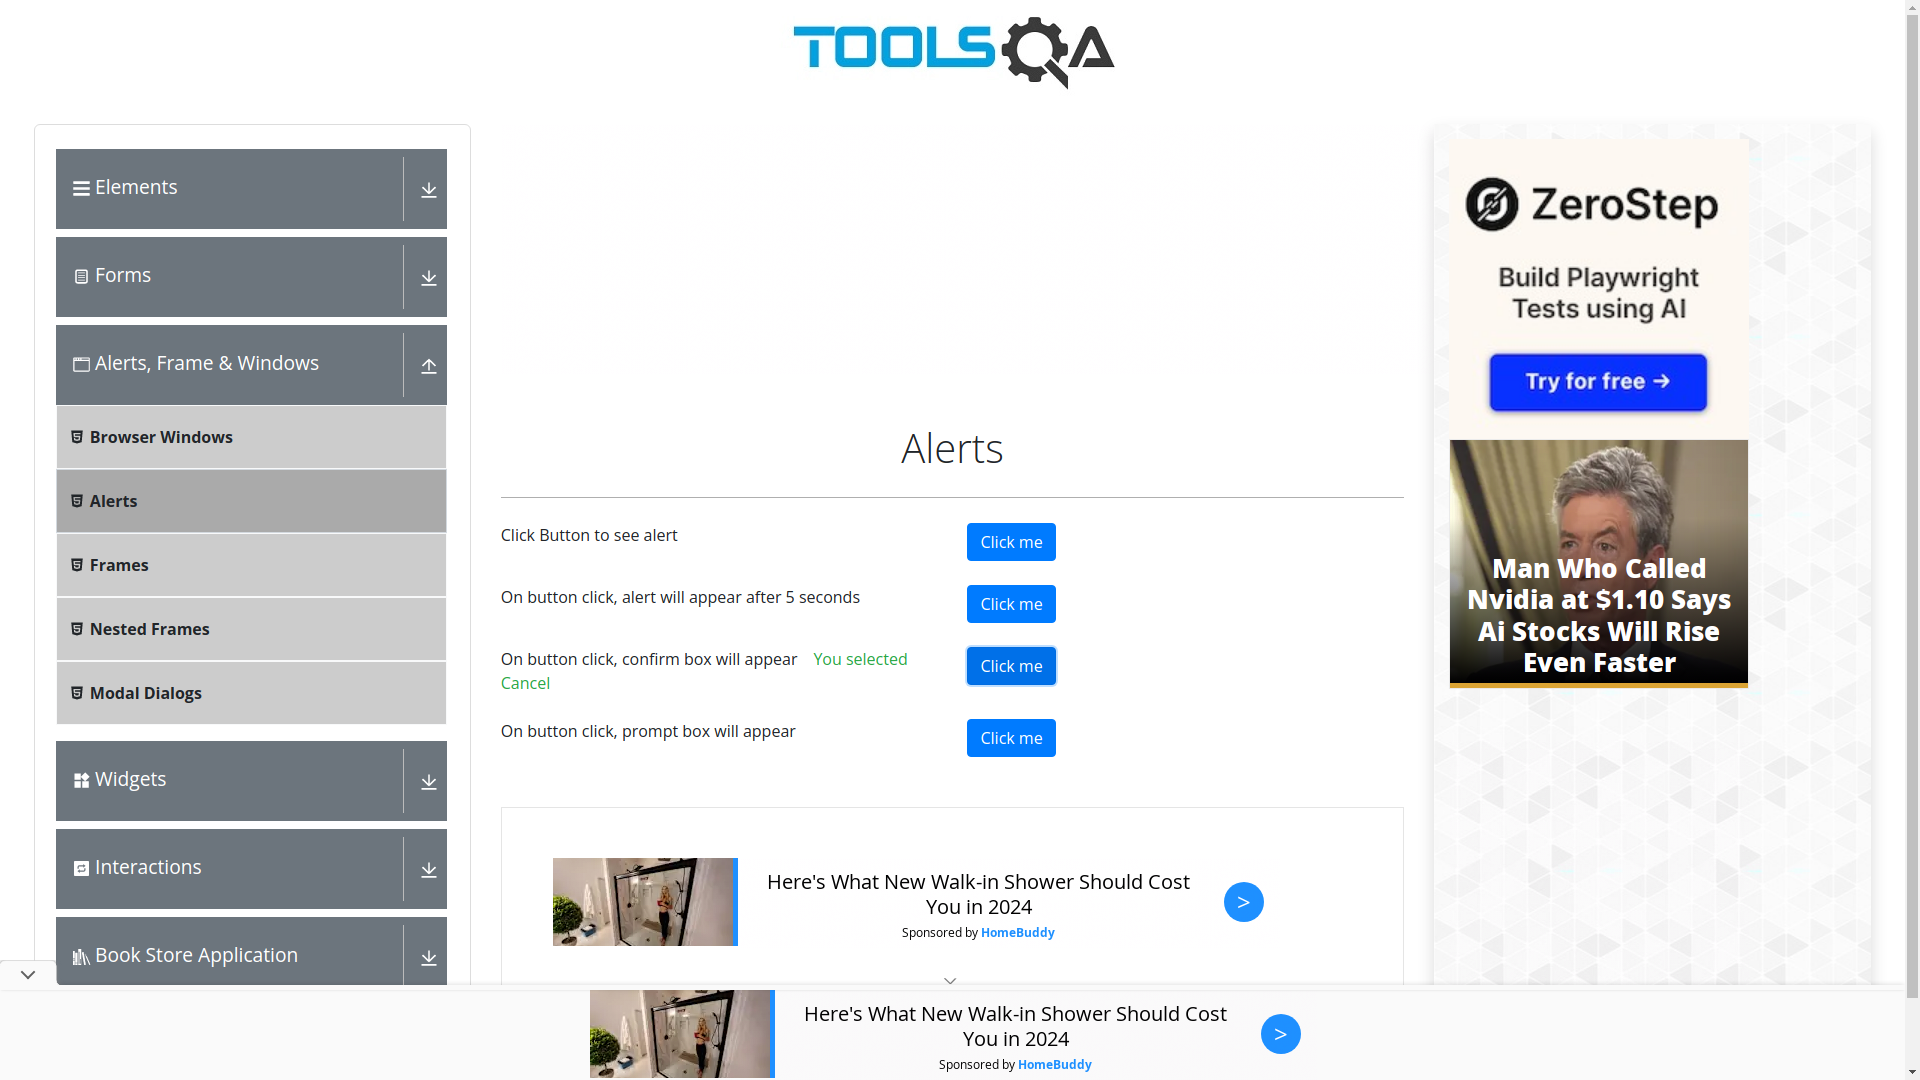 TOOLSQA
Elements
Forms
Alerts, Frame & Windows
Browser Windows
Alerts
Frames
Nested Frames
Modal Dialogs
Widgets
Interactions
Book Store Application
Alerts
Click Button to see alert
Click me
On button click, alert will appear after 5 seconds
Click me
On button click, confirm box will appear You selected
Cancel
Click me
On button click, prompt box will appear
Click me
Here's What New Walk-in Shower Should Cost
You in 2024
Sponsored by HomeBuddy
>
ZeroStep
Build Playwright
Tests using AI
Try for free →
Man Who Called
Nvidia at $1.10 Says
Ai Stocks Will Rise
Even Faster
Here's What New Walk-in Shower Should Cost
You in 2024
Sponsored by HomeBuddy
>